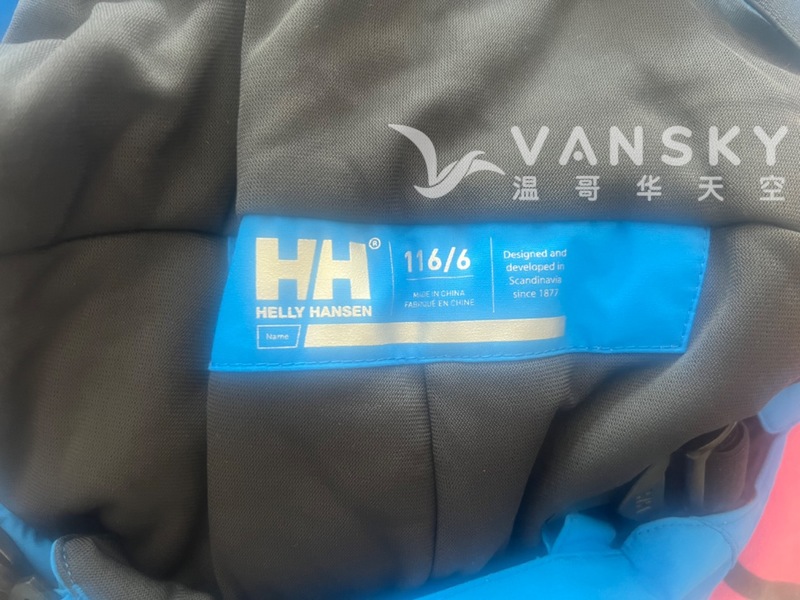 VANSKY
温哥华天空
HH®
HELLY HANSEN
Name
116/6
MADE IN CHINA
FABRIQUÉ EN CHINE
Designed and
developed in
Scandinavia
since 1877